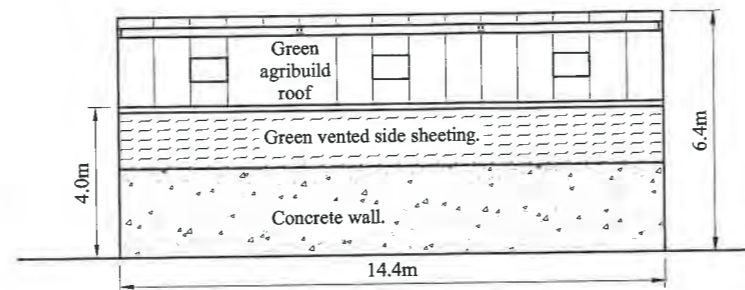 Green
agribuild
roof
Green vented side sheeting.
Concrete wall.
4.0m
6.4m
14.4m